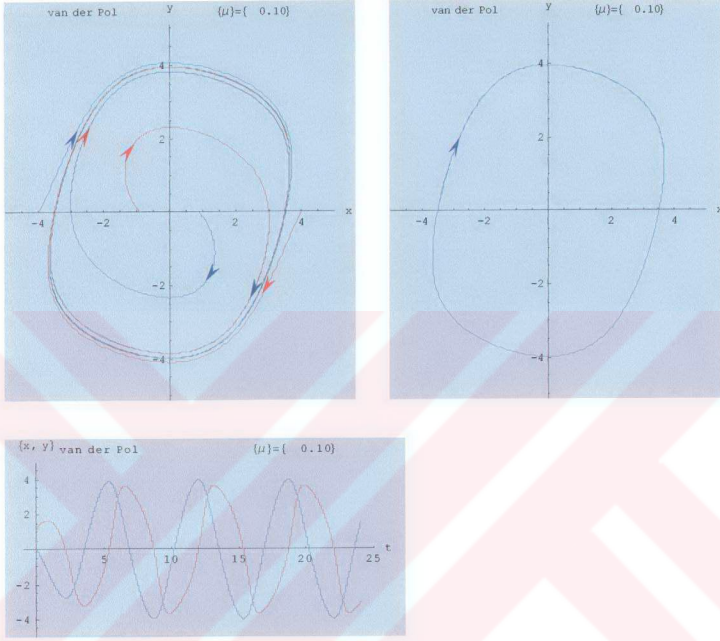 van der Pol y {μ}={ 0.10}
4
2
-4 -2 2 4 x
-2
-4
van der Pol y {μ}={ 0.10}
4
2
-4 -2 2 4 x
-2
-4
{x, y} van der Pol {μ}={ 0.10}
4
2
5 10 15 20 25 t
-2
-4